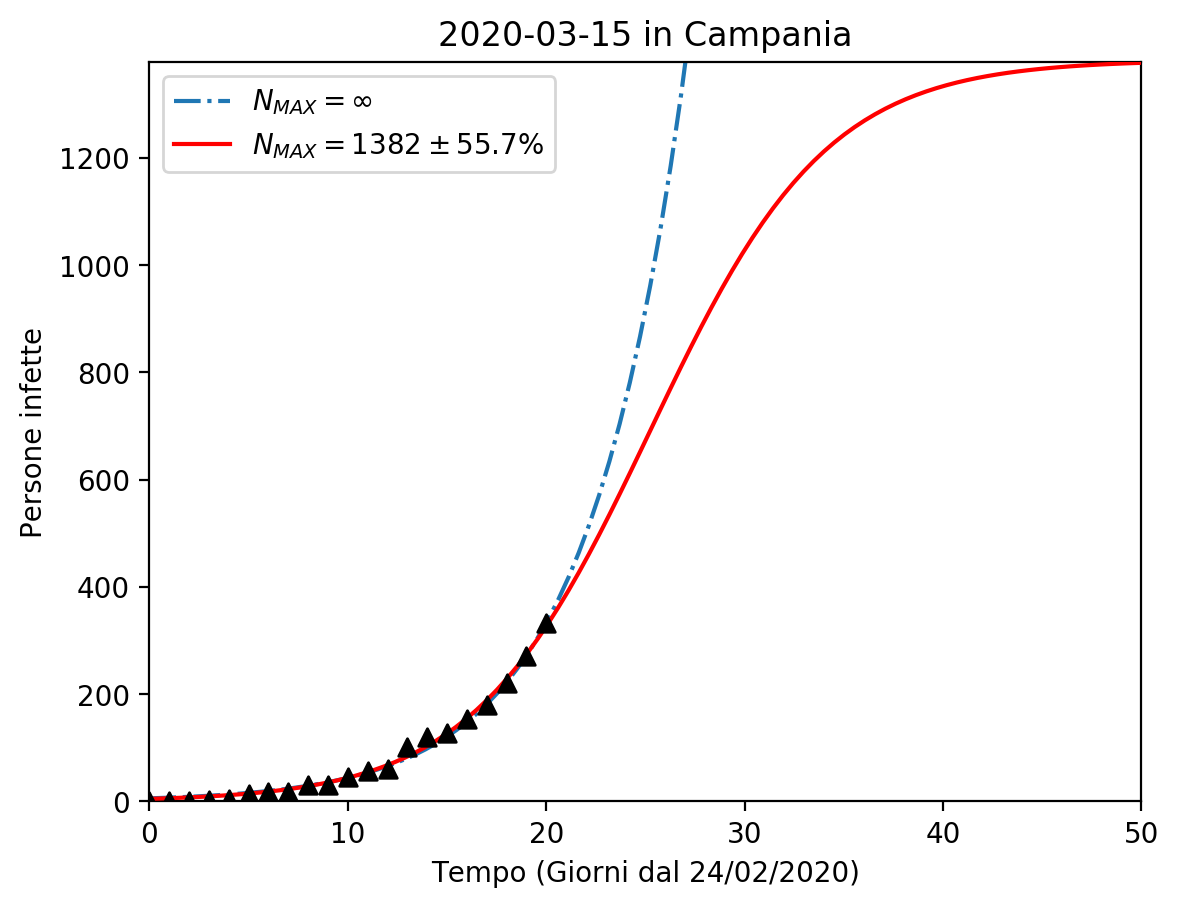 2020-03-15 in Campania
N_MAX = ∞
N_MAX = 1382 ± 55.7%
1200
1000
800
600
400
200
0
Persone infette
0 10 20 30 40 50
Tempo (Giorni dal 24/02/2020)